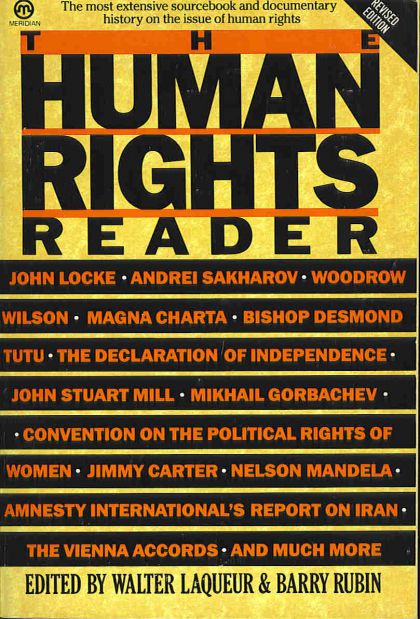 The most extensive sourcebook and documentary
history on the issue of human rights
MERIDIAN
REVISED
EDITION
THE
HUMAN
RIGHTS
READER
JOHN LOCKE • ANDREI SAKHAROV • WOODROW
WILSON • MAGNA CHARTA • BISHOP DESMOND
TUTU • THE DECLARATION OF INDEPENDENCE •
JOHN STUART MILL • MIKHAIL GORBACHEV •
• CONVENTION ON THE POLITICAL RIGHTS OF
WOMEN • JIMMY CARTER • NELSON MANDELA •
AMNESTY INTERNATIONAL'S REPORT ON IRAN •
THE VIENNA ACCORDS • AND MUCH MORE
EDITED BY WALTER LAQUEUR & BARRY RUBIN